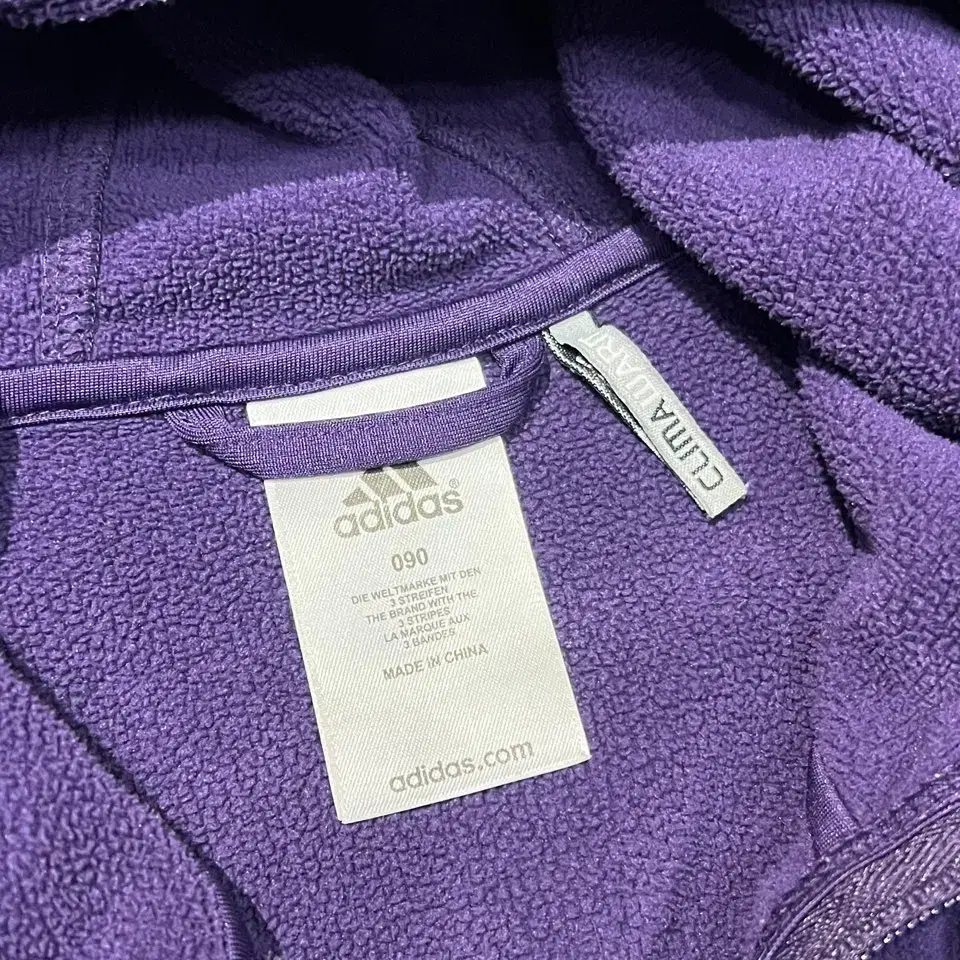 adidas®
090
DIE WELTMARKE MIT DEN
3 STREIFEN
THE BRAND WITH THE
3 STRIPES
LA MARQUE AUX
3 BANDES
MADE IN CHINA
adidas.com
CLIMA WARM